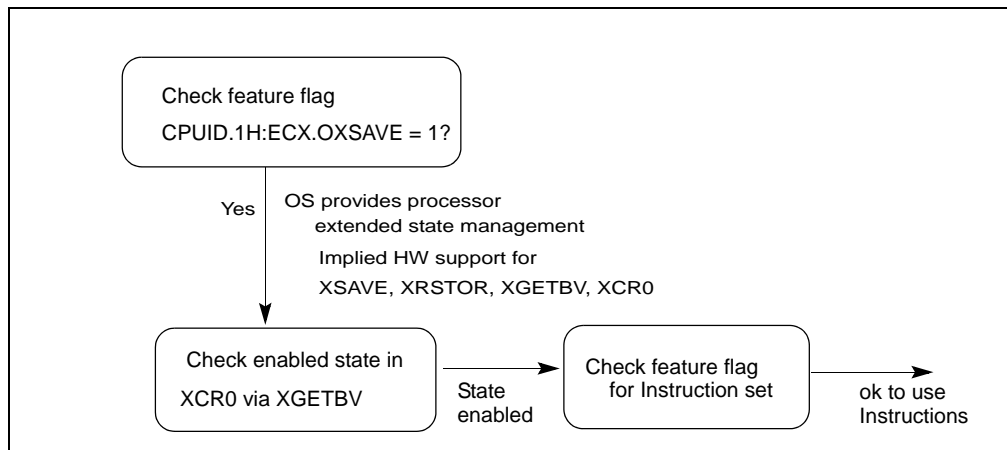 Check feature flag
CPUID.1H:ECX.OXSAVE = 1?
Yes
OS provides processor
extended state management
Implied HW support for
XSAVE, XRSTOR, XGETBV, XCR0
Check enabled state in
XCR0 via XGETBV
State
enabled
Check feature flag
for Instruction set
ok to use
Instructions